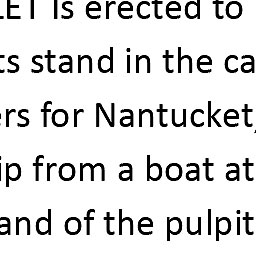 LET is erected to
ts stand in the ca
ers for Nantucket,
ip from a boat at
and of the pulpit